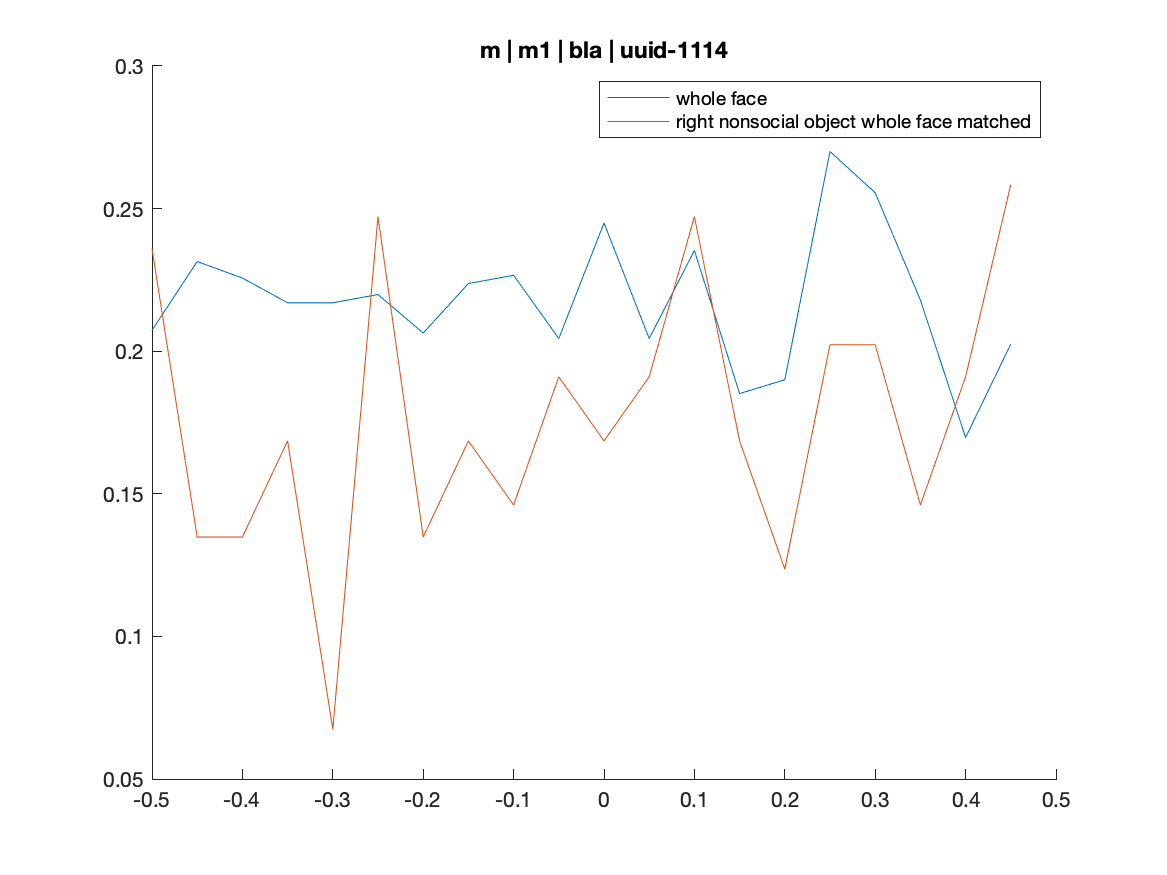 m | m1 | bla | uuid-1114
whole face
right nonsocial object whole face matched
0.3
0.25
0.2
0.15
0.1
0.05
-0.5 -0.4 -0.3 -0.2 -0.1 0 0.1 0.2 0.3 0.4 0.5